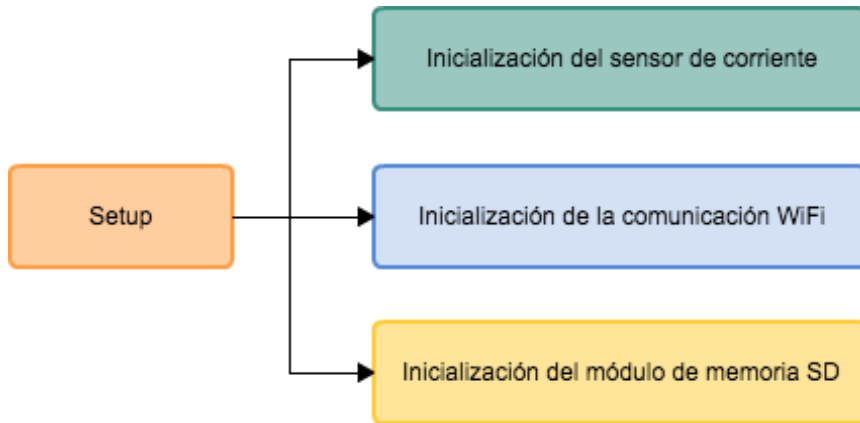 Inicialización del sensor de corriente
Setup
Inicialización de la comunicación WiFi
Inicialización del módulo de memoria SD